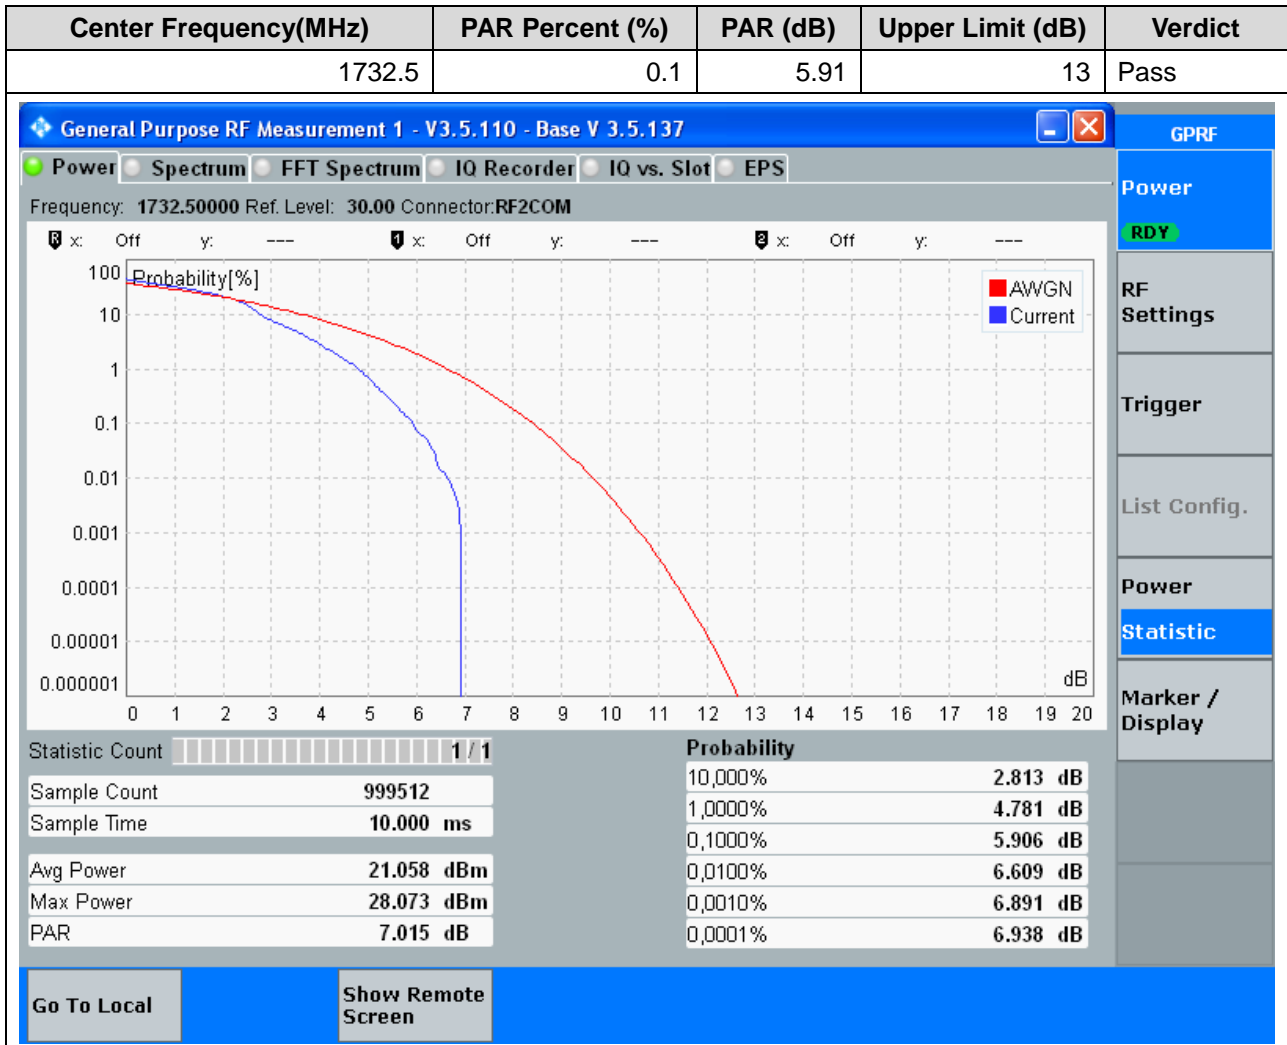 Center Frequency(MHz) PAR Percent (%) PAR (dB) Upper Limit (dB) Verdict
1732.5 0.1 5.91 13 Pass
General Purpose RF Measurement 1 - V3.5.110 - Base V 3.5.137
GPRF
Power Spectrum FFT Spectrum IQ Recorder IQ vs. Slot EPS
Frequency: 1732.50000 Ref. Level: 30.00 Connector:RF2COM
R x: Off y: --- 1 x: Off y: --- 2 x: Off y: ---
Probability[%]
AWGN
Current
100
10
1
0.1
0.01
0.001
0.0001
0.00001
0.000001
dB
0 1 2 3 4 5 6 7 8 9 10 11 12 13 14 15 16 17 18 19 20
Statistic Count 1 / 1
Sample Count 999512
Sample Time 10.000 ms
Avg Power 21.058 dBm
Max Power 28.073 dBm
PAR 7.015 dB
Probability
10,000% 2.813 dB
1,0000% 4.781 dB
0,1000% 5.906 dB
0,0100% 6.609 dB
0,0010% 6.891 dB
0,0001% 6.938 dB
Power
RDY
RF
Settings
Trigger
List Config.
Power
Statistic
Marker /
Display
Go To Local
Show Remote
Screen